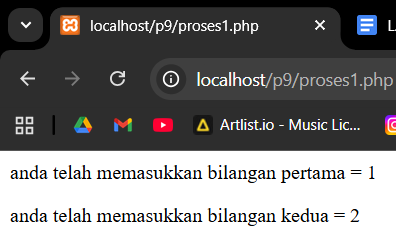 localhost/p9/proses1.php
localhost/p9/proses1.php
Artlist.io - Music Lic...
anda telah memasukkan bilangan pertama = 1
anda telah memasukkan bilangan kedua = 2